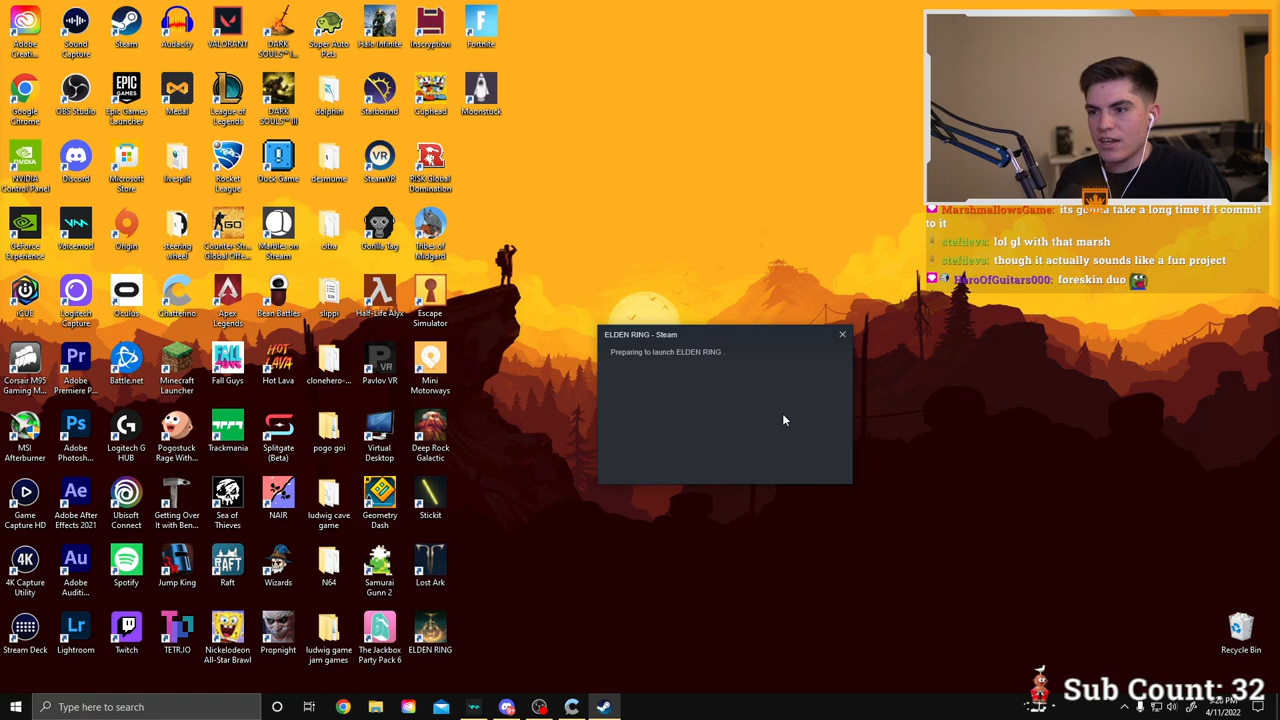 Adobe Creati...
Sound Capture
Steam
Audacity
VALORANT
DARK SOULS™ I...
Super Auto Pets
Halo Infinite
Inscryption
Fortnite
Google Chrome
OBS Studio
Epic Games Launcher
Medal
League of Legends
DARK SOULS™ III
dolphin
Starbound
Cuphead
Moonstuck
NVIDIA Control Panel
Discord
Microsoft Store
livesplit
Rocket League
Duck Game
desmume
SteamVR
RISK Global Domination
GeForce Experience
Voicemod
Origin
steering wheel
Counter-Str... Global Offe...
Marbles on Stream
citra
Gorilla Tag
Tribes of Midgard
iCUE
Logitech Capture
Oculus
Chatterino
Apex Legends
Bean Battles
slippi
Half-Life Alyx
Escape Simulator
Corsair M95 Gaming M...
Adobe Premiere P...
Battle.net
Minecraft Launcher
Fall Guys
Hot Lava
clonehero-...
Pavlov VR
Mini Motorways
MSI Afterburner
Adobe Photosh...
Logitech G HUB
Pogostuck Rage With...
Trackmania
Splitgate (Beta)
pogo goi
Virtual Desktop
Deep Rock Galactic
Game Capture HD
Adobe After Effects 2021
Ubisoft Connect
Getting Over It with Ben...
Sea of Thieves
NAIR
ludwig cave game
Geometry Dash
Stickit
4K Capture Utility
Adobe Auditi...
Spotify
Jump King
Raft
Wizards
N64
Samurai Gunn 2
Lost Ark
Stream Deck
Lightroom
Twitch
TETR.IO
Nickelodeon All-Star Brawl
Propnight
ludwig game jam games
The Jackbox Party Pack 6
ELDEN RING
ELDEN RING - Steam
Preparing to launch ELDEN RING .
MarshmallowsGame: its gonna take a long time if i commit
to it
stefdevs: lol gl with that marsh
stefdevs: though it actually sounds like a fun project
HeroOfGuitars000: foreskin duo
Recycle Bin
Sub Count: 32
Type here to search
4/11/2022